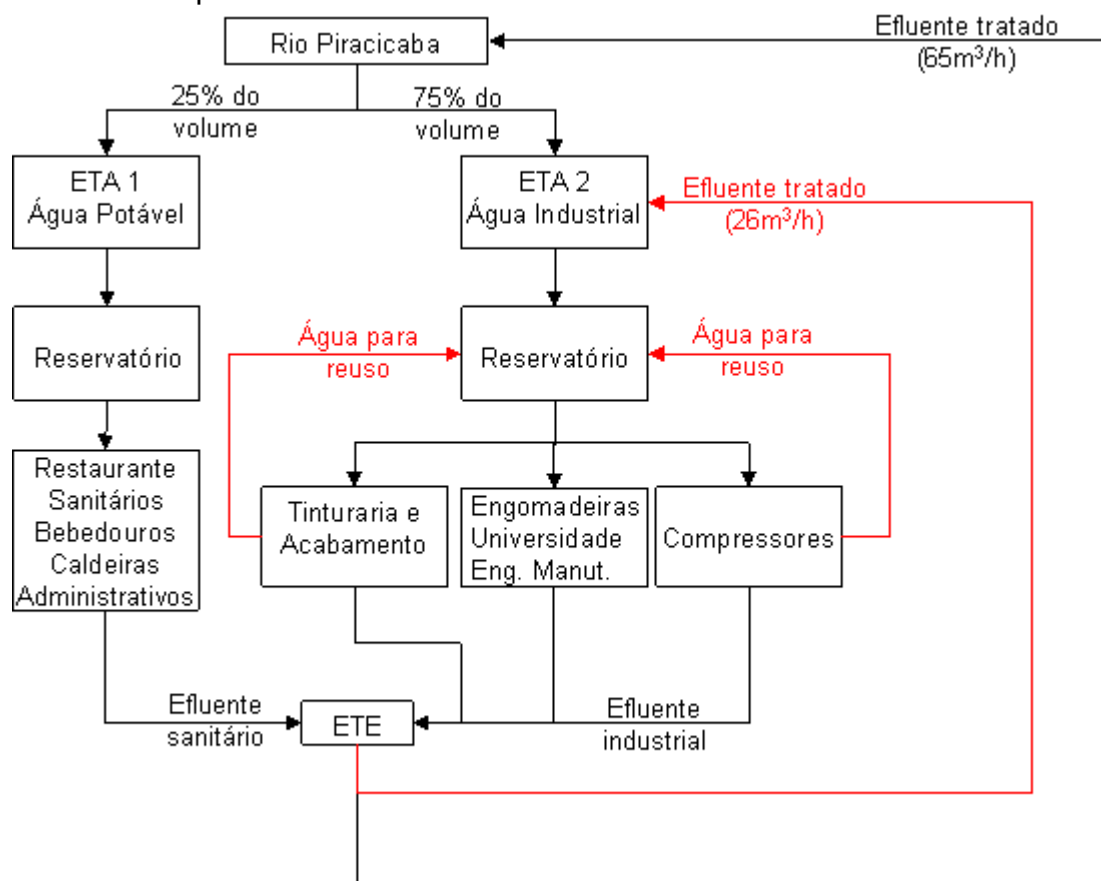 Rio Piracicaba
Efluente tratado
(65m³/h)
25% do
volume
75% do
volume
ETA 1
Água Potável
ETA 2
Água Industrial
Efluente tratado
(26m³/h)
Reservatório
Água para
reuso
Reservatório
Água para
reuso
Restaurante
Sanitários
Bebedouros
Caldeiras
Administrativos
Tinturaria e
Acabamento
Engomadeiras
Universidade
Eng. Manut.
Compressores
Efluente
sanitário
ETE
Efluente
industrial